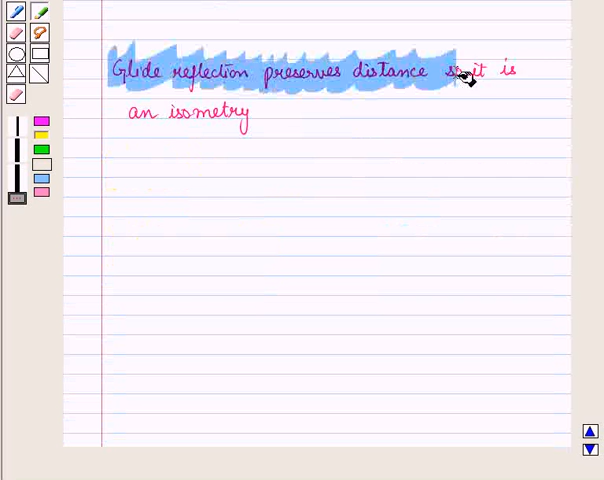 Glide reflection preserves distance so it is
an isometry